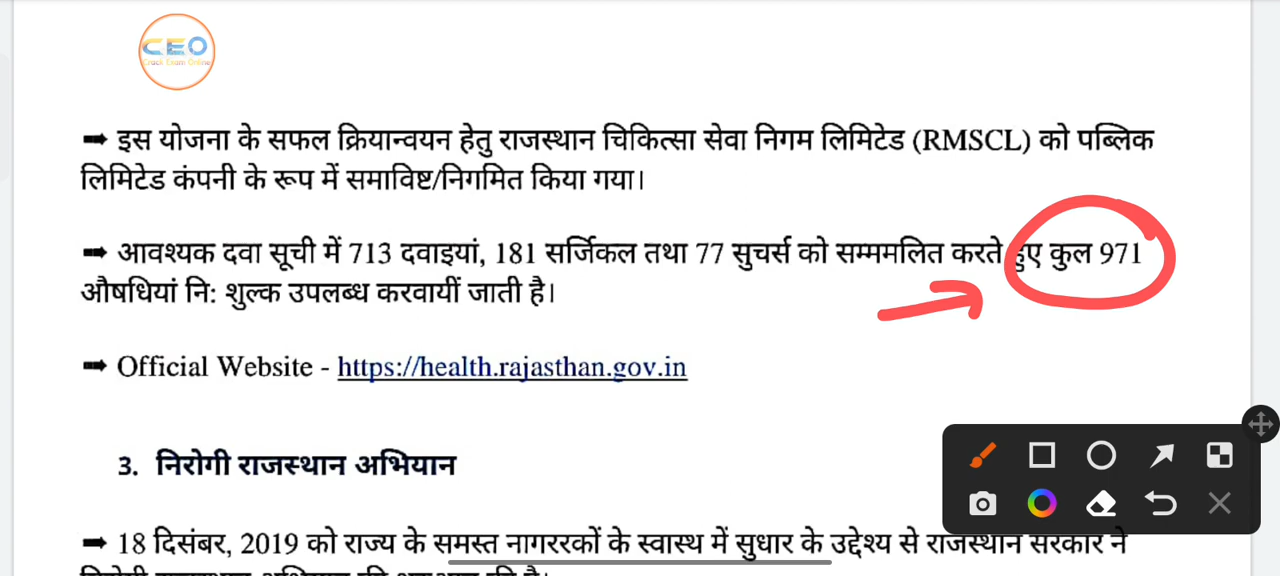 CEO
Crack Exam Online
➡ इस योजना के सफल क्रियान्वयन हेतु राजस्थान चिकित्सा सेवा निगम लिमिटेड (RMSCL) को पब्लिक
लिमिटेड कंपनी के रूप में समाविष्ट/निगमित किया गया।
➡ आवश्यक दवा सूची में 713 दवाइयां, 181 सर्जिकल तथा 77 सुचर्स को सम्ममलित करते हुए कुल 971
औषधियां नि: शुल्क उपलब्ध करवायीं जाती है।
➡ Official Website - https://health.rajasthan.gov.in
3. निरोगी राजस्थान अभियान
➡ 18 दिसंबर, 2019 को राज्य के समस्त नागररकों के स्वास्थ में सुधार के उद्देश्य से राजस्थान सरकार ने